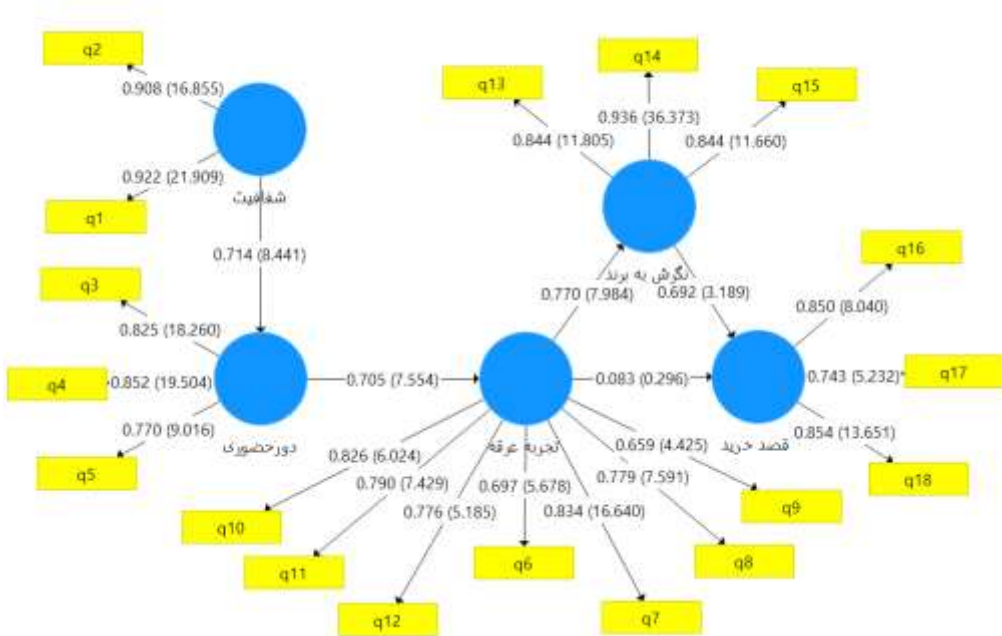 q2
q14
q13
q15
0.908 (16.855)
0.936 (36.373)
0.844 (11.805)
0.844 (11.660)
0.922 (21.909)
شفافیت
q1
0.714 (8.441)
q16
q3
نگرش به برند
0.770 (7.984)
0.692 (3.189)
0.850 (8.040)
0.825 (18.260)
q4
0.852 (19.504)
0.705 (7.554)
0.083 (0.296)
0.743 (5.232)
q17
0.770 (9.016)
دورحضوری
تجربه غرقه
قصد خرید
0.854 (13.651)
q5
0.826 (6.024)
0.659 (4.425)
0.790 (7.429)
0.697 (5.678)
0.779 (7.591)
q18
0.776 (5.185)
0.834 (16.640)
q9
q10
q6
q8
q11
q12
q7